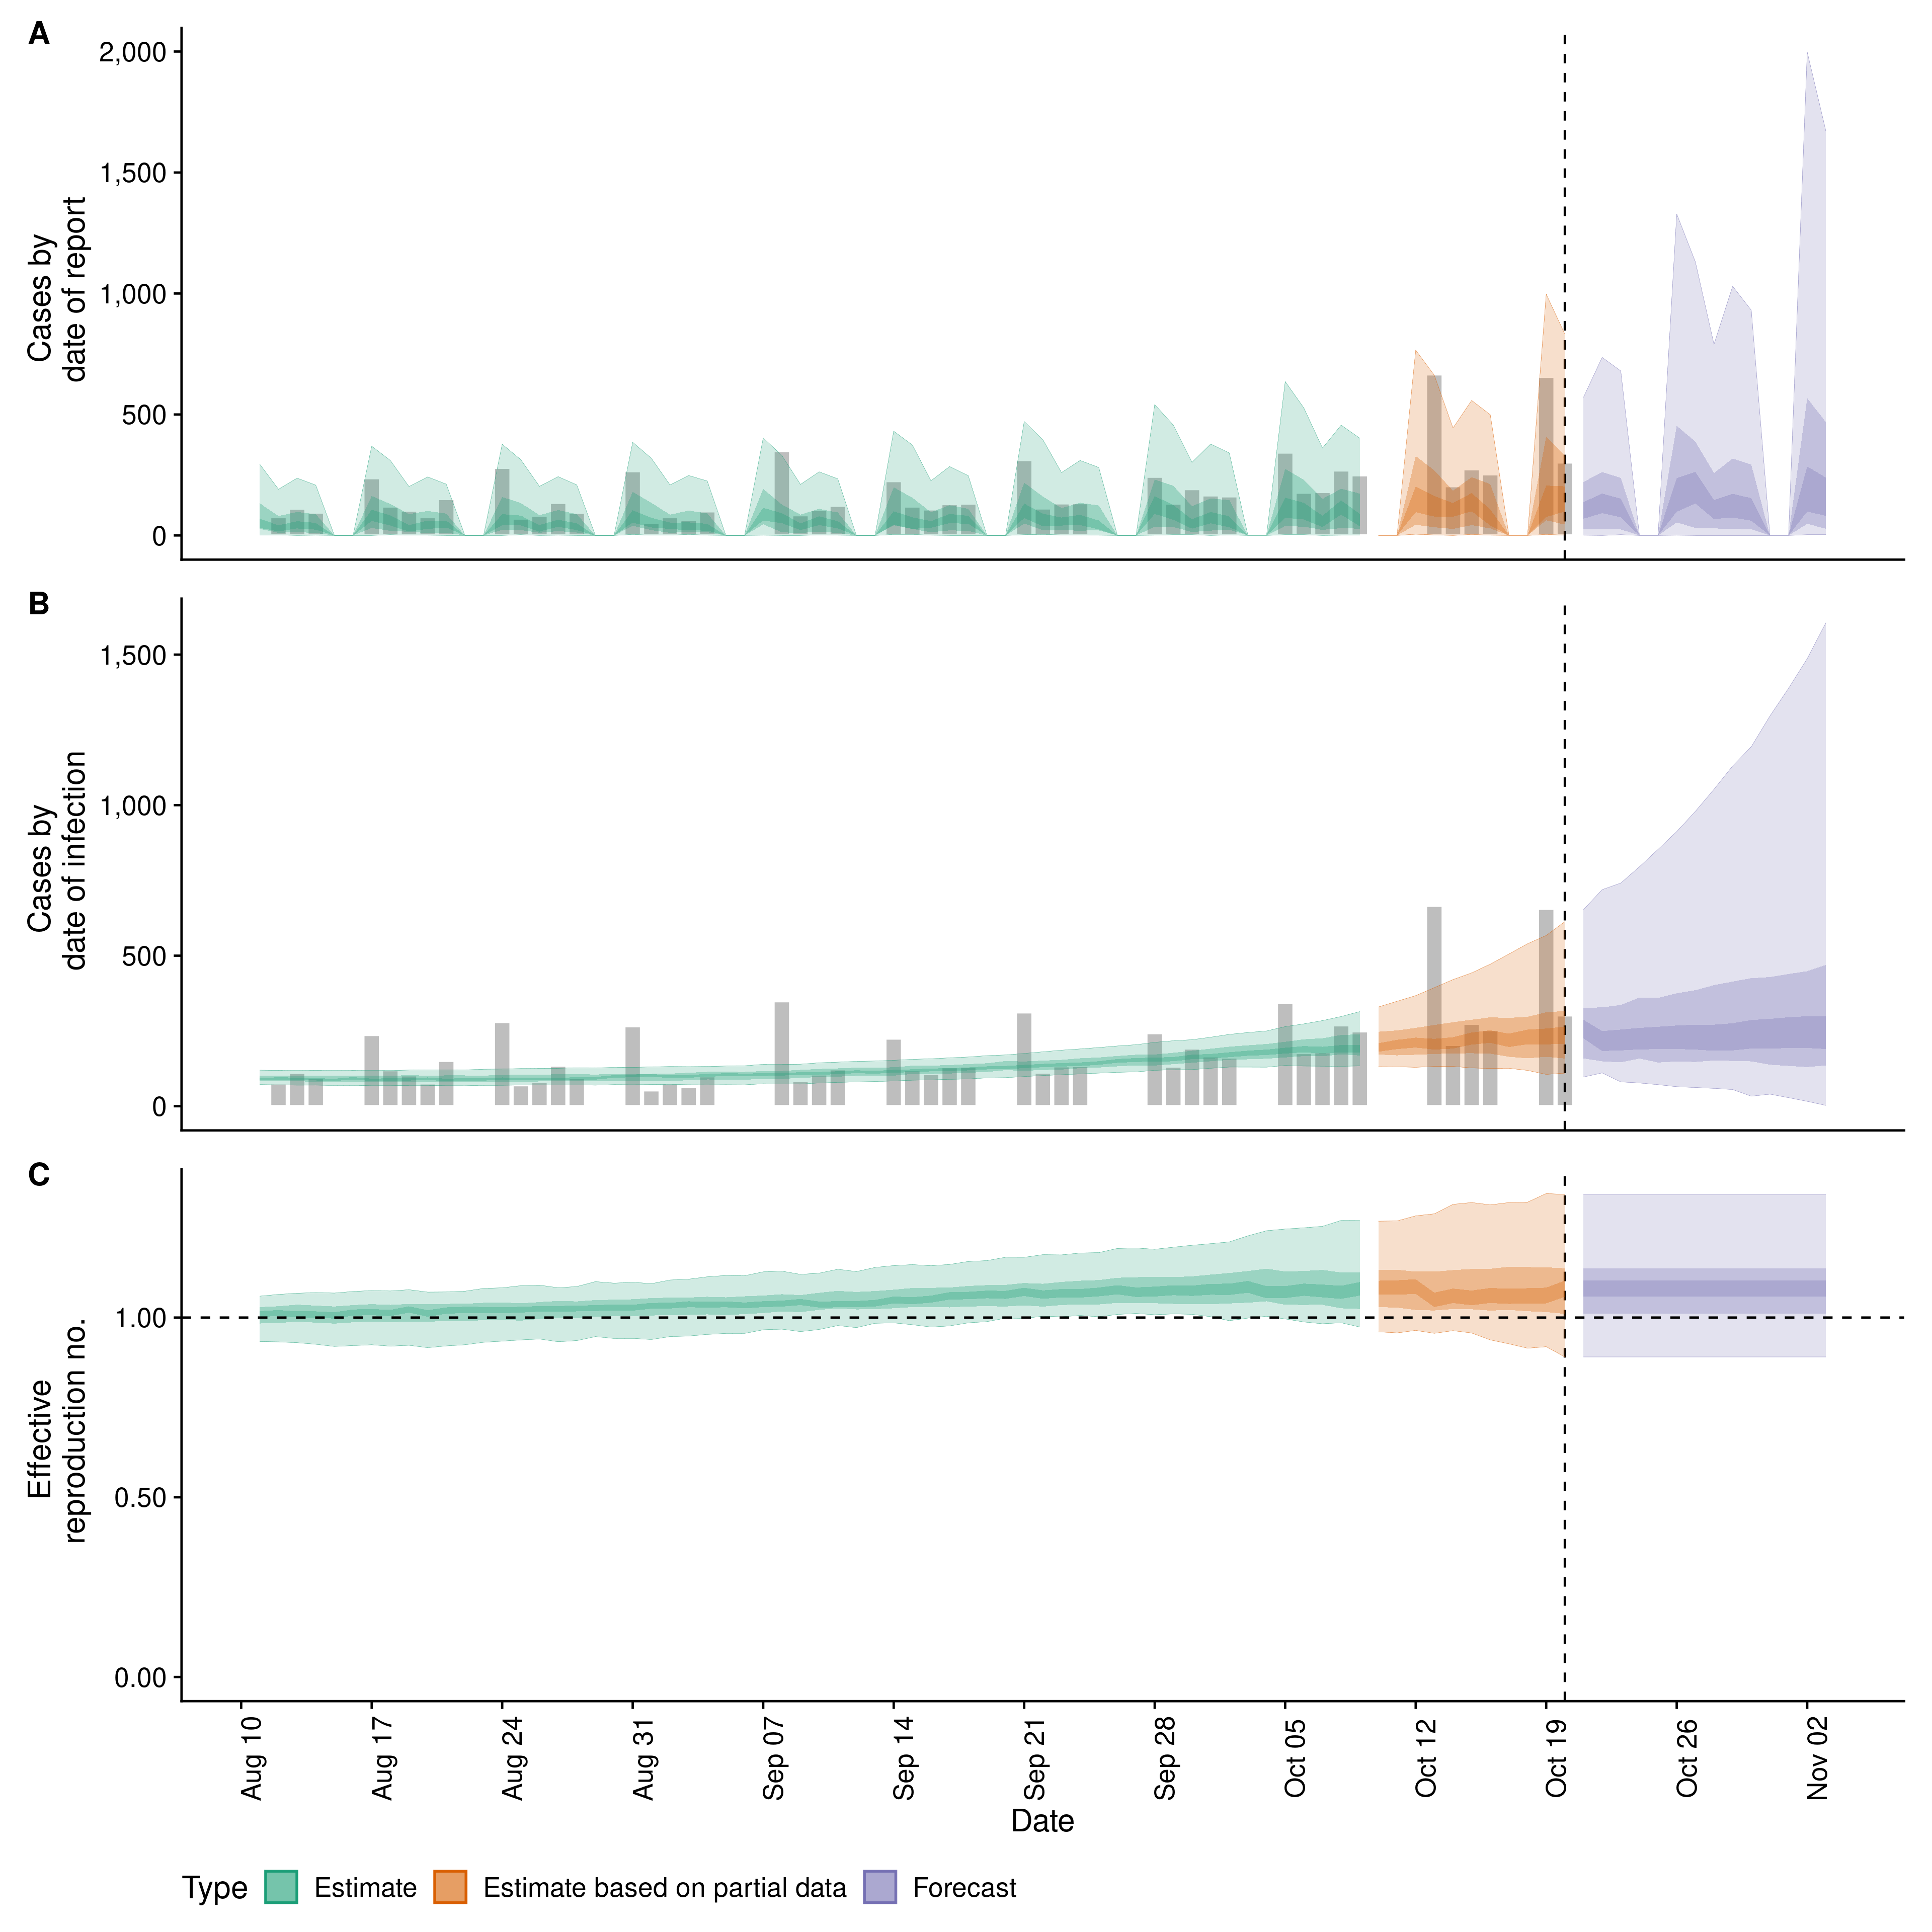 A
2,000
1,500
1,000
500
0
Cases by
date of report
B
1,500
1,000
500
0
Cases by
date of infection
C
1.00
0.50
0.00
Effective
reproduction no.
Aug 10
Aug 17
Aug 24
Aug 31
Sep 07
Sep 14
Sep 21
Sep 28
Oct 05
Oct 12
Oct 19
Oct 26
Nov 02
Date
Type Estimate Estimate based on partial data Forecast